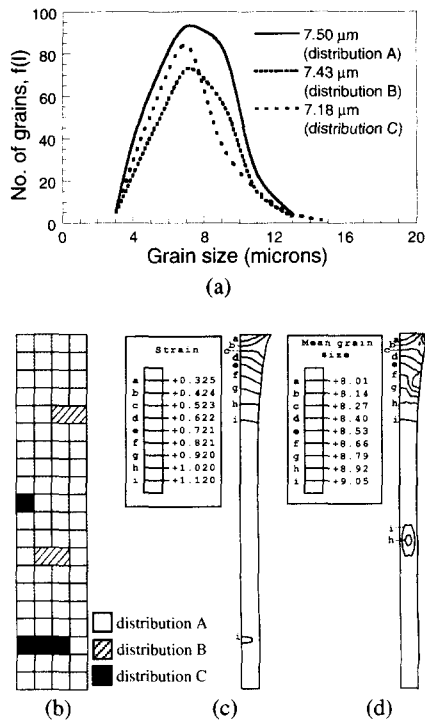 No. of grains, f(l)
100
80
60
40
20
0
0 4 8 12 16 20
Grain size (microns)
7.50 μm
(distribution A)
7.43 μm
(distribution B)
7.18 μm
(distribution C)
(a)
distribution A
distribution B
distribution C
(b)
Strain
a +0.325
b +0.424
c +0.523
d +0.622
e +0.721
f +0.821
g +0.920
h +1.020
i +1.120
a
b
c
d
e
f
g
h
i
i
(c)
Mean grain
size
a +8.01
b +8.14
c +8.27
d +8.40
e +8.53
f +8.66
g +8.79
h +8.92
i +9.05
a
b
c
d
e
f
g
h
i
i
h
(d)